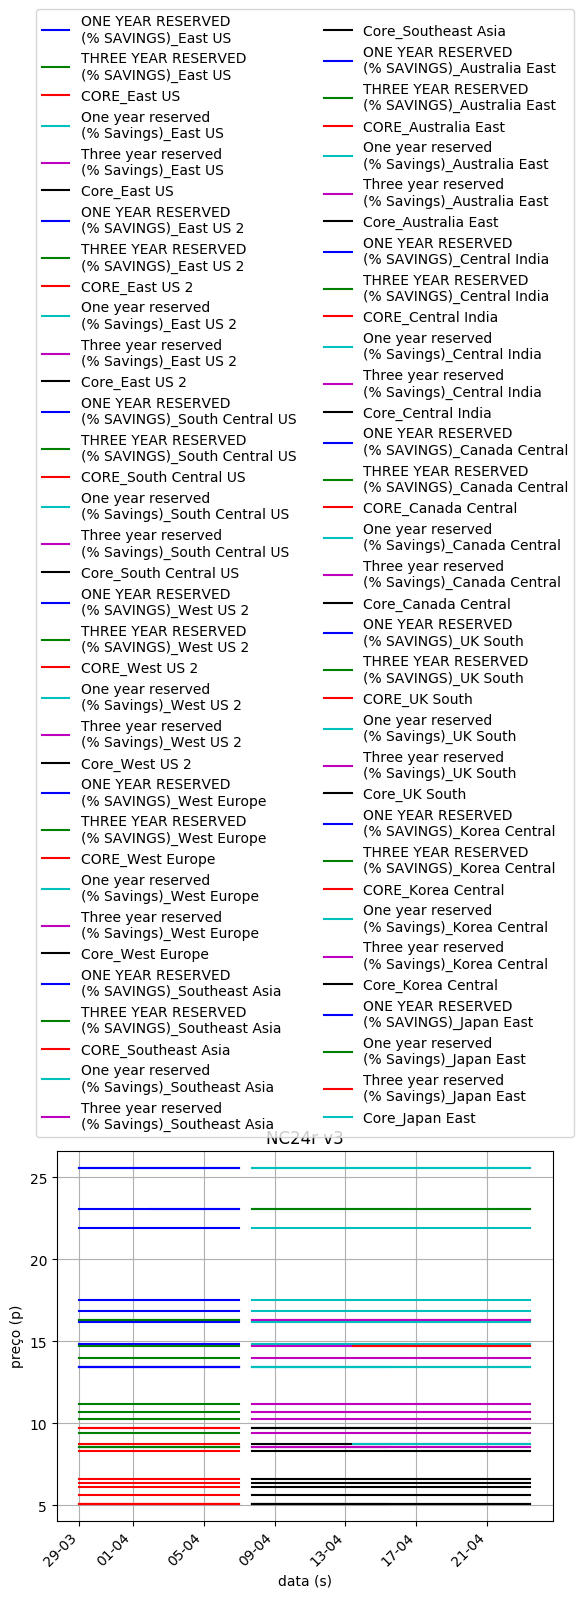 ONE YEAR RESERVED
(% SAVINGS)_East US
THREE YEAR RESERVED
(% SAVINGS)_East US
CORE_East US
One year reserved
(% Savings)_East US
Three year reserved
(% Savings)_East US
Core_East US
ONE YEAR RESERVED
(% SAVINGS)_East US 2
THREE YEAR RESERVED
(% SAVINGS)_East US 2
CORE_East US 2
One year reserved
(% Savings)_East US 2
Three year reserved
(% Savings)_East US 2
Core_East US 2
ONE YEAR RESERVED
(% SAVINGS)_South Central US
THREE YEAR RESERVED
(% SAVINGS)_South Central US
CORE_South Central US
One year reserved
(% Savings)_South Central US
Three year reserved
(% Savings)_South Central US
Core_South Central US
ONE YEAR RESERVED
(% SAVINGS)_West US 2
THREE YEAR RESERVED
(% SAVINGS)_West US 2
CORE_West US 2
One year reserved
(% Savings)_West US 2
Three year reserved
(% Savings)_West US 2
Core_West US 2
ONE YEAR RESERVED
(% SAVINGS)_West Europe
THREE YEAR RESERVED
(% SAVINGS)_West Europe
CORE_West Europe
One year reserved
(% Savings)_West Europe
Three year reserved
(% Savings)_West Europe
Core_West Europe
ONE YEAR RESERVED
(% SAVINGS)_Southeast Asia
THREE YEAR RESERVED
(% SAVINGS)_Southeast Asia
CORE_Southeast Asia
One year reserved
(% Savings)_Southeast Asia
Three year reserved
(% Savings)_Southeast Asia
Core_Southeast Asia
ONE YEAR RESERVED
(% SAVINGS)_Australia East
THREE YEAR RESERVED
(% SAVINGS)_Australia East
CORE_Australia East
One year reserved
(% Savings)_Australia East
Three year reserved
(% Savings)_Australia East
Core_Australia East
ONE YEAR RESERVED
(% SAVINGS)_Central India
THREE YEAR RESERVED
(% SAVINGS)_Central India
CORE_Central India
One year reserved
(% Savings)_Central India
Three year reserved
(% Savings)_Central India
Core_Central India
ONE YEAR RESERVED
(% SAVINGS)_Canada Central
THREE YEAR RESERVED
(% SAVINGS)_Canada Central
CORE_Canada Central
One year reserved
(% Savings)_Canada Central
Three year reserved
(% Savings)_Canada Central
Core_Canada Central
ONE YEAR RESERVED
(% SAVINGS)_UK South
THREE YEAR RESERVED
(% SAVINGS)_UK South
CORE_UK South
One year reserved
(% Savings)_UK South
Three year reserved
(% Savings)_UK South
Core_UK South
ONE YEAR RESERVED
(% SAVINGS)_Korea Central
THREE YEAR RESERVED
(% SAVINGS)_Korea Central
CORE_Korea Central
One year reserved
(% Savings)_Korea Central
Three year reserved
(% Savings)_Korea Central
Core_Korea Central
ONE YEAR RESERVED
(% SAVINGS)_Japan East
One year reserved
(% Savings)_Japan East
Three year reserved
(% Savings)_Japan East
Core_Japan East
NC24r v3
25
20
15
10
5
preço (p)
29-03
01-04
05-04
09-04
13-04
17-04
21-04
data (s)